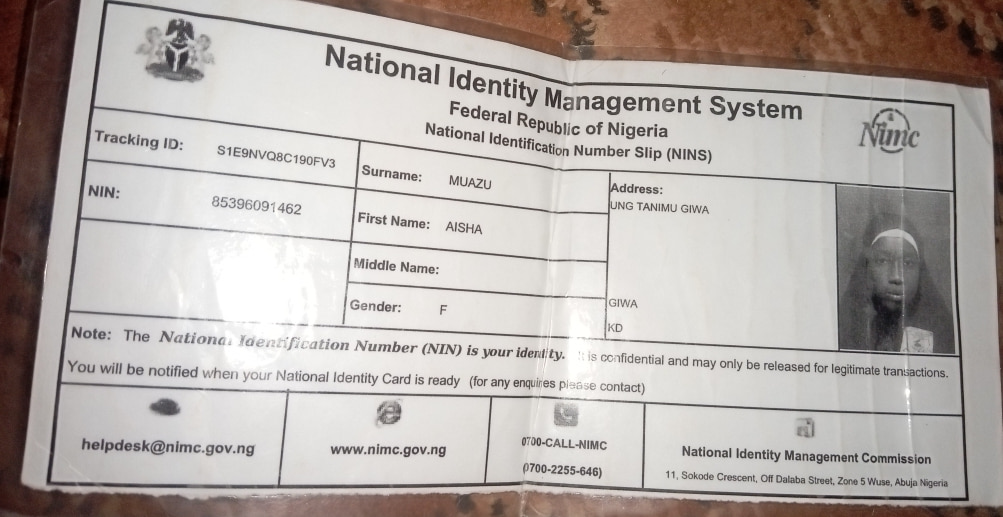 National Identity Management System
Federal Republic of Nigeria
National Identification Number Slip (NINS)
Nimc
Tracking ID: S1E9NVQ8C190FV3
NIN: 85396091462
Surname: MUAZU
First Name: AISHA
Middle Name:
Gender: F
Address:
UNG TANIMU GIWA
GIWA
KD
Note: The National Identification Number (NIN) is your identity. It is confidential and may only be released for legitimate transactions.
You will be notified when your National Identity Card is ready (for any enquires please contact)
helpdesk@nimc.gov.ng
www.nimc.gov.ng
0700-CALL-NIMC
(0700-2255-646)
National Identity Management Commission
11, Sokode Crescent, Off Dalaba Street, Zone 5 Wuse, Abuja Nigeria